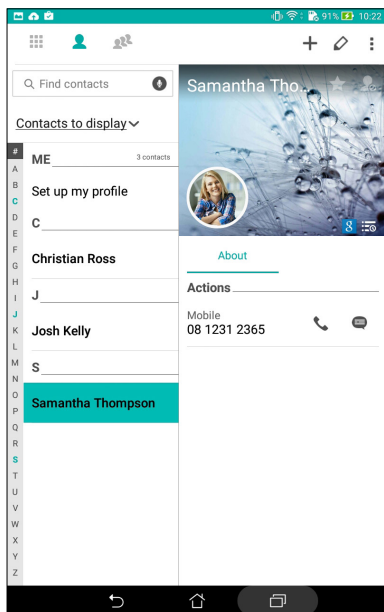 91% 10:22
Find contacts
Contacts to display
#
A
B
C
D
E
F
G
H
I
J
K
L
M
N
O
P
Q
R
S
T
U
V
W
X
Y
Z
ME 3 contacts
Set up my profile
C
Christian Ross
J
Josh Kelly
S
Samantha Thompson
Samantha Tho...
8
About
Actions
Mobile
08 1231 2365